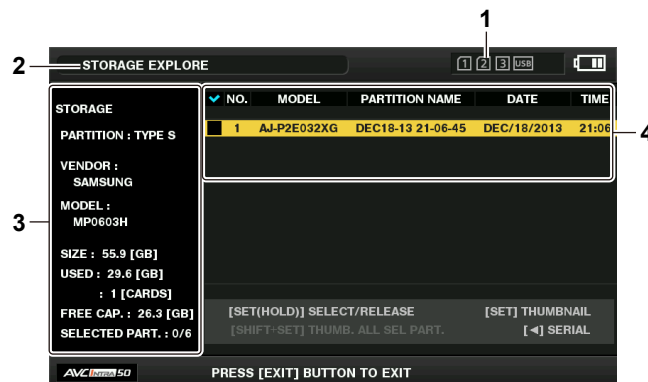 1
2
STORAGE EXPLORE
1 2 3 USB
STORAGE
PARTITION : TYPE S
VENDOR :
SAMSUNG
MODEL :
MP0603H
SIZE : 55.9 [GB]
USED : 29.6 [GB]
: 1 [CARDS]
FREE CAP. : 26.3 [GB]
SELECTED PART. : 0/6
3
NO. MODEL PARTITION NAME DATE TIME
1 AJ-P2E032XG DEC18-13 21-06-45 DEC/18/2013 21:06
4
[SET(HOLD)] SELECT/RELEASE [SET] THUMBNAIL
[SHIFT+SET] THUMB. ALL SEL PART. [◀] SERIAL
AVC INTRA 50 PRESS [EXIT] BUTTON TO EXIT